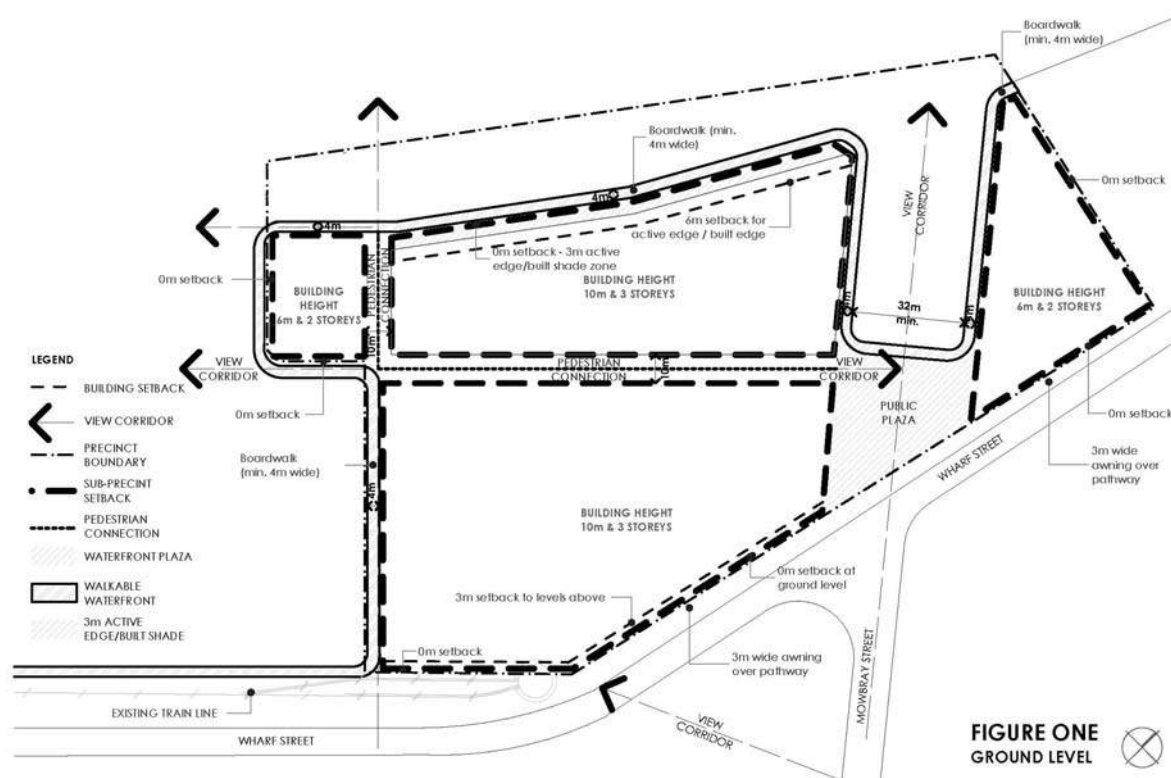 Boardwalk
(min. 4m wide)
Boardwalk (min.
4m wide)
4m
4m
VIEW
CORRIDOR
0m setback
6m setback for
active edge / built edge
0m setback - 3m active
edge/built shade zone
0m setback
PEDESTRIAN
CONNECTION
10m
BUILDING
HEIGHT
6m & 2 STOREYS
BUILDING HEIGHT
10m & 3 STOREYS
BUILDING HEIGHT
6m & 2 STOREYS
4m
32m
min.
4m
VIEW
CORRIDOR
PEDESTRIAN
CONNECTION
10m
VIEW
CORRIDOR
0m setback
PUBLIC
PLAZA
0m setback
3m wide
awning over
pathway
WHARF STREET
Boardwalk
(min. 4m wide)
4m
BUILDING HEIGHT
10m & 3 STOREYS
0m setback at
ground level
3m setback to levels above
3m wide awning
over pathway
0m setback
MOWBRAY STREET
EXISTING TRAIN LINE
WHARF STREET
VIEW
CORRIDOR
LEGEND
BUILDING SETBACK
VIEW CORRIDOR
PRECINCT
BOUNDARY
SUB-PRECINT
SETBACK
PEDESTRIAN
CONNECTION
WATERFRONT PLAZA
WALKABLE
WATERFRONT
3m ACTIVE
EDGE/BUILT SHADE
FIGURE ONE
GROUND LEVEL